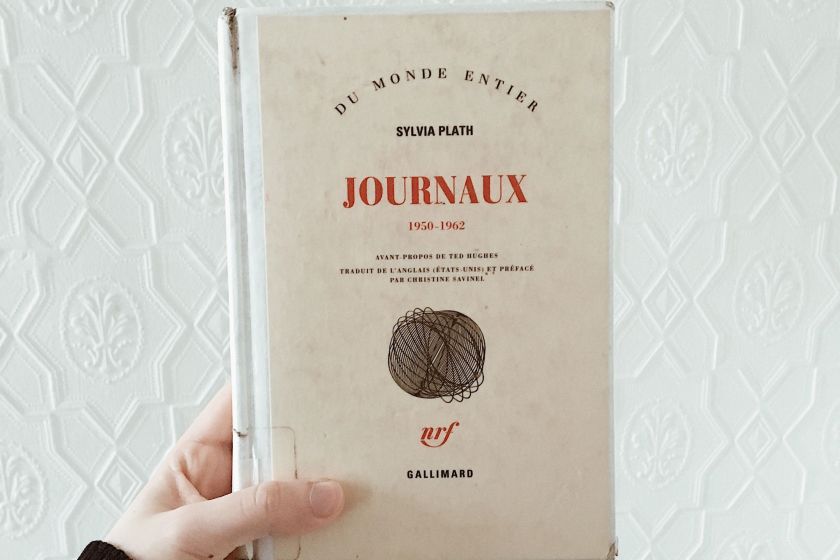 DU MONDE ENTIER
SYLVIA PLATH
JOURNAUX
1950-1962
AVANT-PROPOS DE TED HUGHES
TRADUIT DE L'ANGLAIS (ÉTATS-UNIS) ET PRÉFACÉ
PAR CHRISTINE SAVINEL
nrf
GALLIMARD